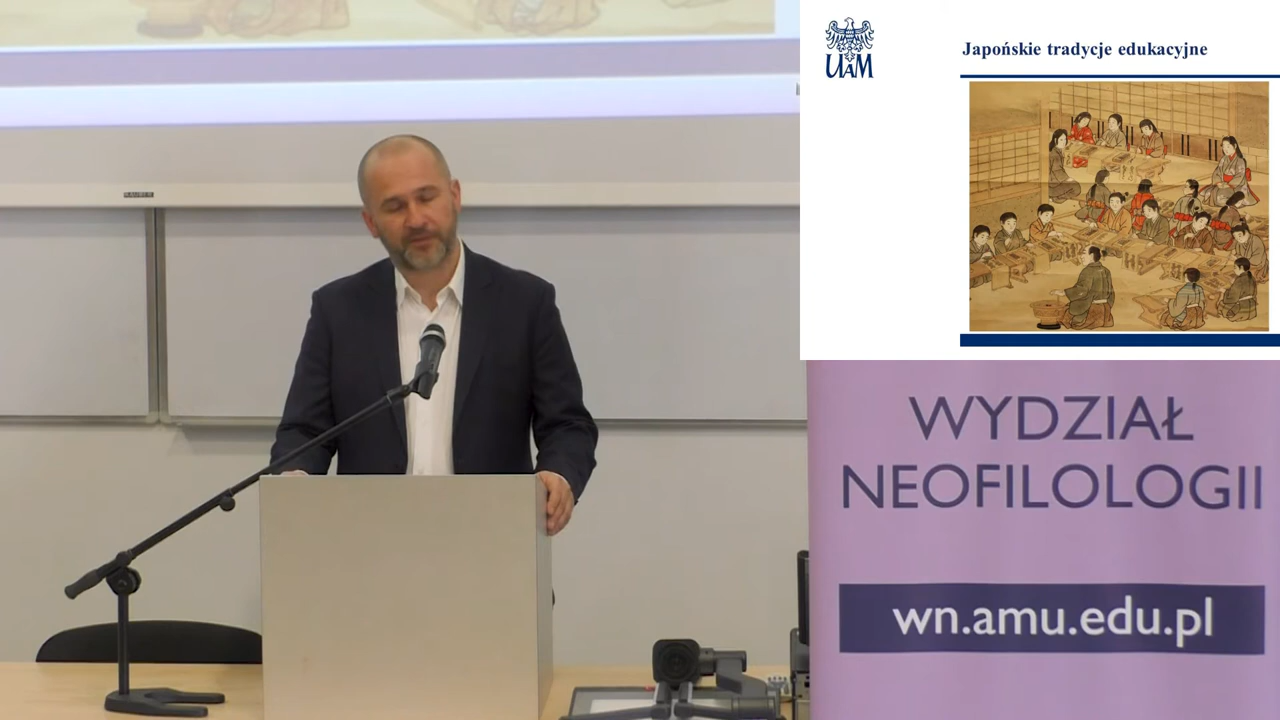 UAM
Japońskie tradycje edukacyjne
WYDZIAŁ
NEOFILOLOGII
wn.amu.edu.pl